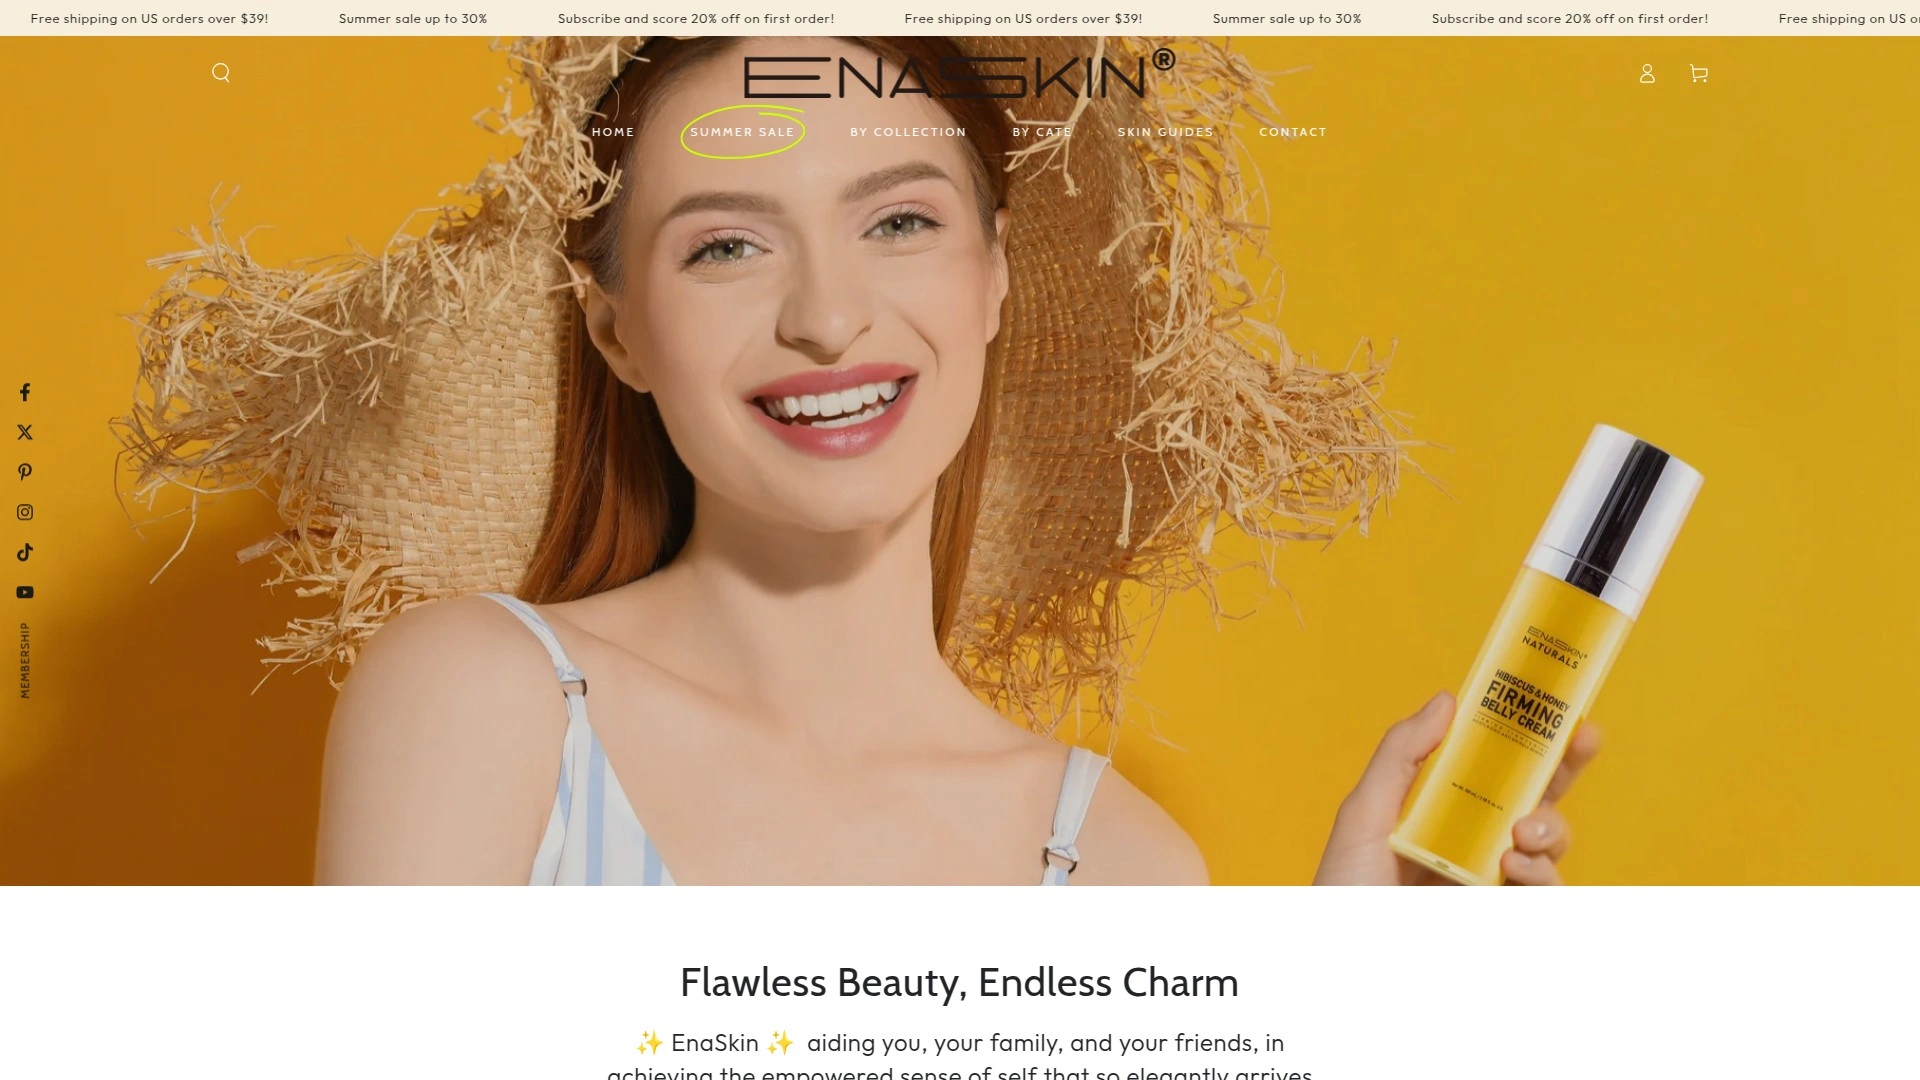 Free shipping on US orders over $39! Summer sale up to 30% Subscribe and score 20% off on first order! Free shipping on US orders over $39! Summer sale up to 30% Subscribe and score 20% off on first order! Free shipping on US
ENASKIN®
HOME SUMMER SALE BY COLLECTION BY CATE SKIN GUIDES CONTACT
MEMBERSHIP
ENASKIN®
NATURALS
HIBISCUS & HONEY
FIRMING
BELLY CREAM
Flawless Beauty, Endless Charm
✨ EnaSkin ✨ aiding you, your family, and your friends, in
achieving the empowered sense of self that so elegantly arrives